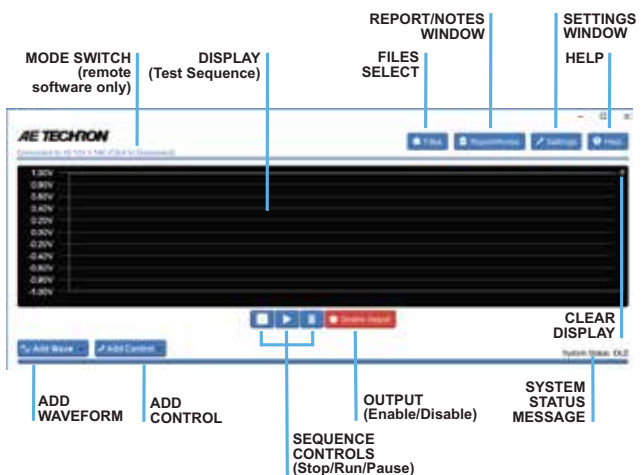 REPORT/NOTES
WINDOW
SETTINGS
WINDOW
MODE SWITCH
(remote
software only)
DISPLAY
(Test Sequence)
FILES
SELECT
HELP
AE TECHRON
Files
Report/Notes
Settings
Help
1.00V
0.80V
0.60V
0.40V
0.20V
0.00V
-0.20V
-0.40V
-0.60V
-0.80V
-1.00V
Disable Output
CLEAR
DISPLAY
Add Wave
Add Control
System Status: IDLE
ADD
WAVEFORM
ADD
CONTROL
OUTPUT
(Enable/Disable)
SYSTEM
STATUS
MESSAGE
SEQUENCE
CONTROLS
(Stop/Run/Pause)